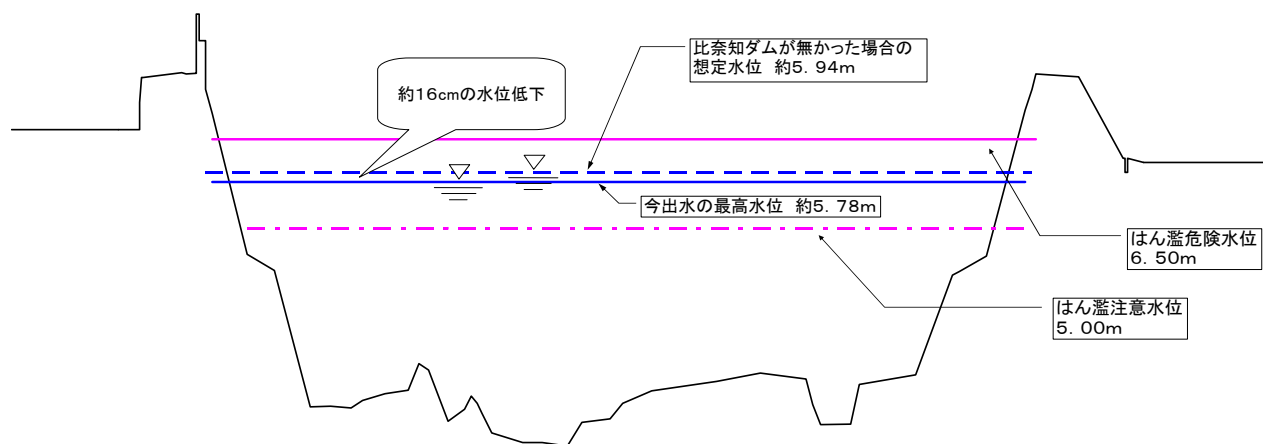 比奈知ダムが無かった場合の
想定水位 約5.94m
約16cmの水位低下
今出水の最高水位 約5.78m
はん濫危険水位
6.50m
はん濫注意水位
5.00m